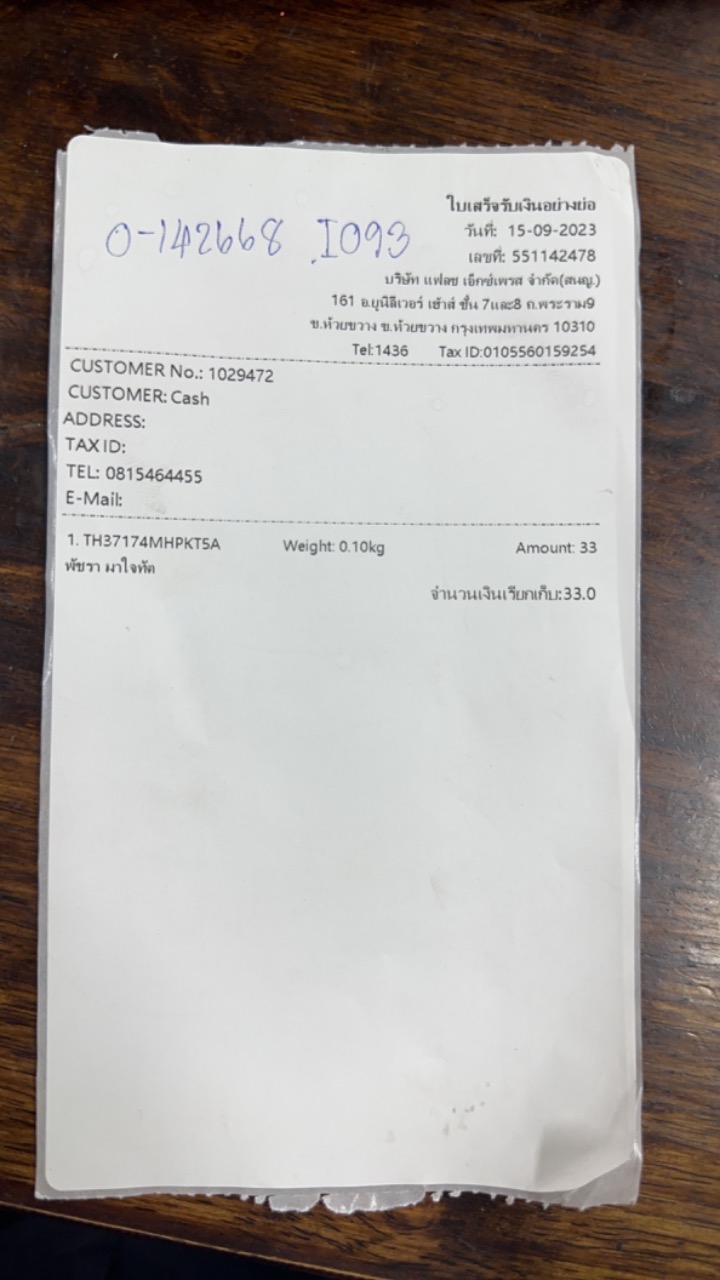 ใบเสร็จรับเงินอย่างย่อ
O-142668 I093
วันที่: 15-09-2023
เลขที่: 551142478
บริษัท แฟลช เอ็กซ์เพรส จำกัด(สนญ.)
161 อ.ยูนิลีเวอร์ เฮ้าส์ ชั้น 7และ8 ถ.พระราม9
ข.ห้วยขวาง ข.ห้วยขวาง กรุงเทพมหานคร 10310
Tel:1436 Tax ID:0105560159254
CUSTOMER No.: 1029472
CUSTOMER: Cash
ADDRESS:
TAX ID:
TEL: 0815464455
E-Mail:
1. TH37174MHPKT5A Weight: 0.10kg Amount: 33
พัชรา มาใจทัด
จำนวนเงินเรียกเก็บ:33.0